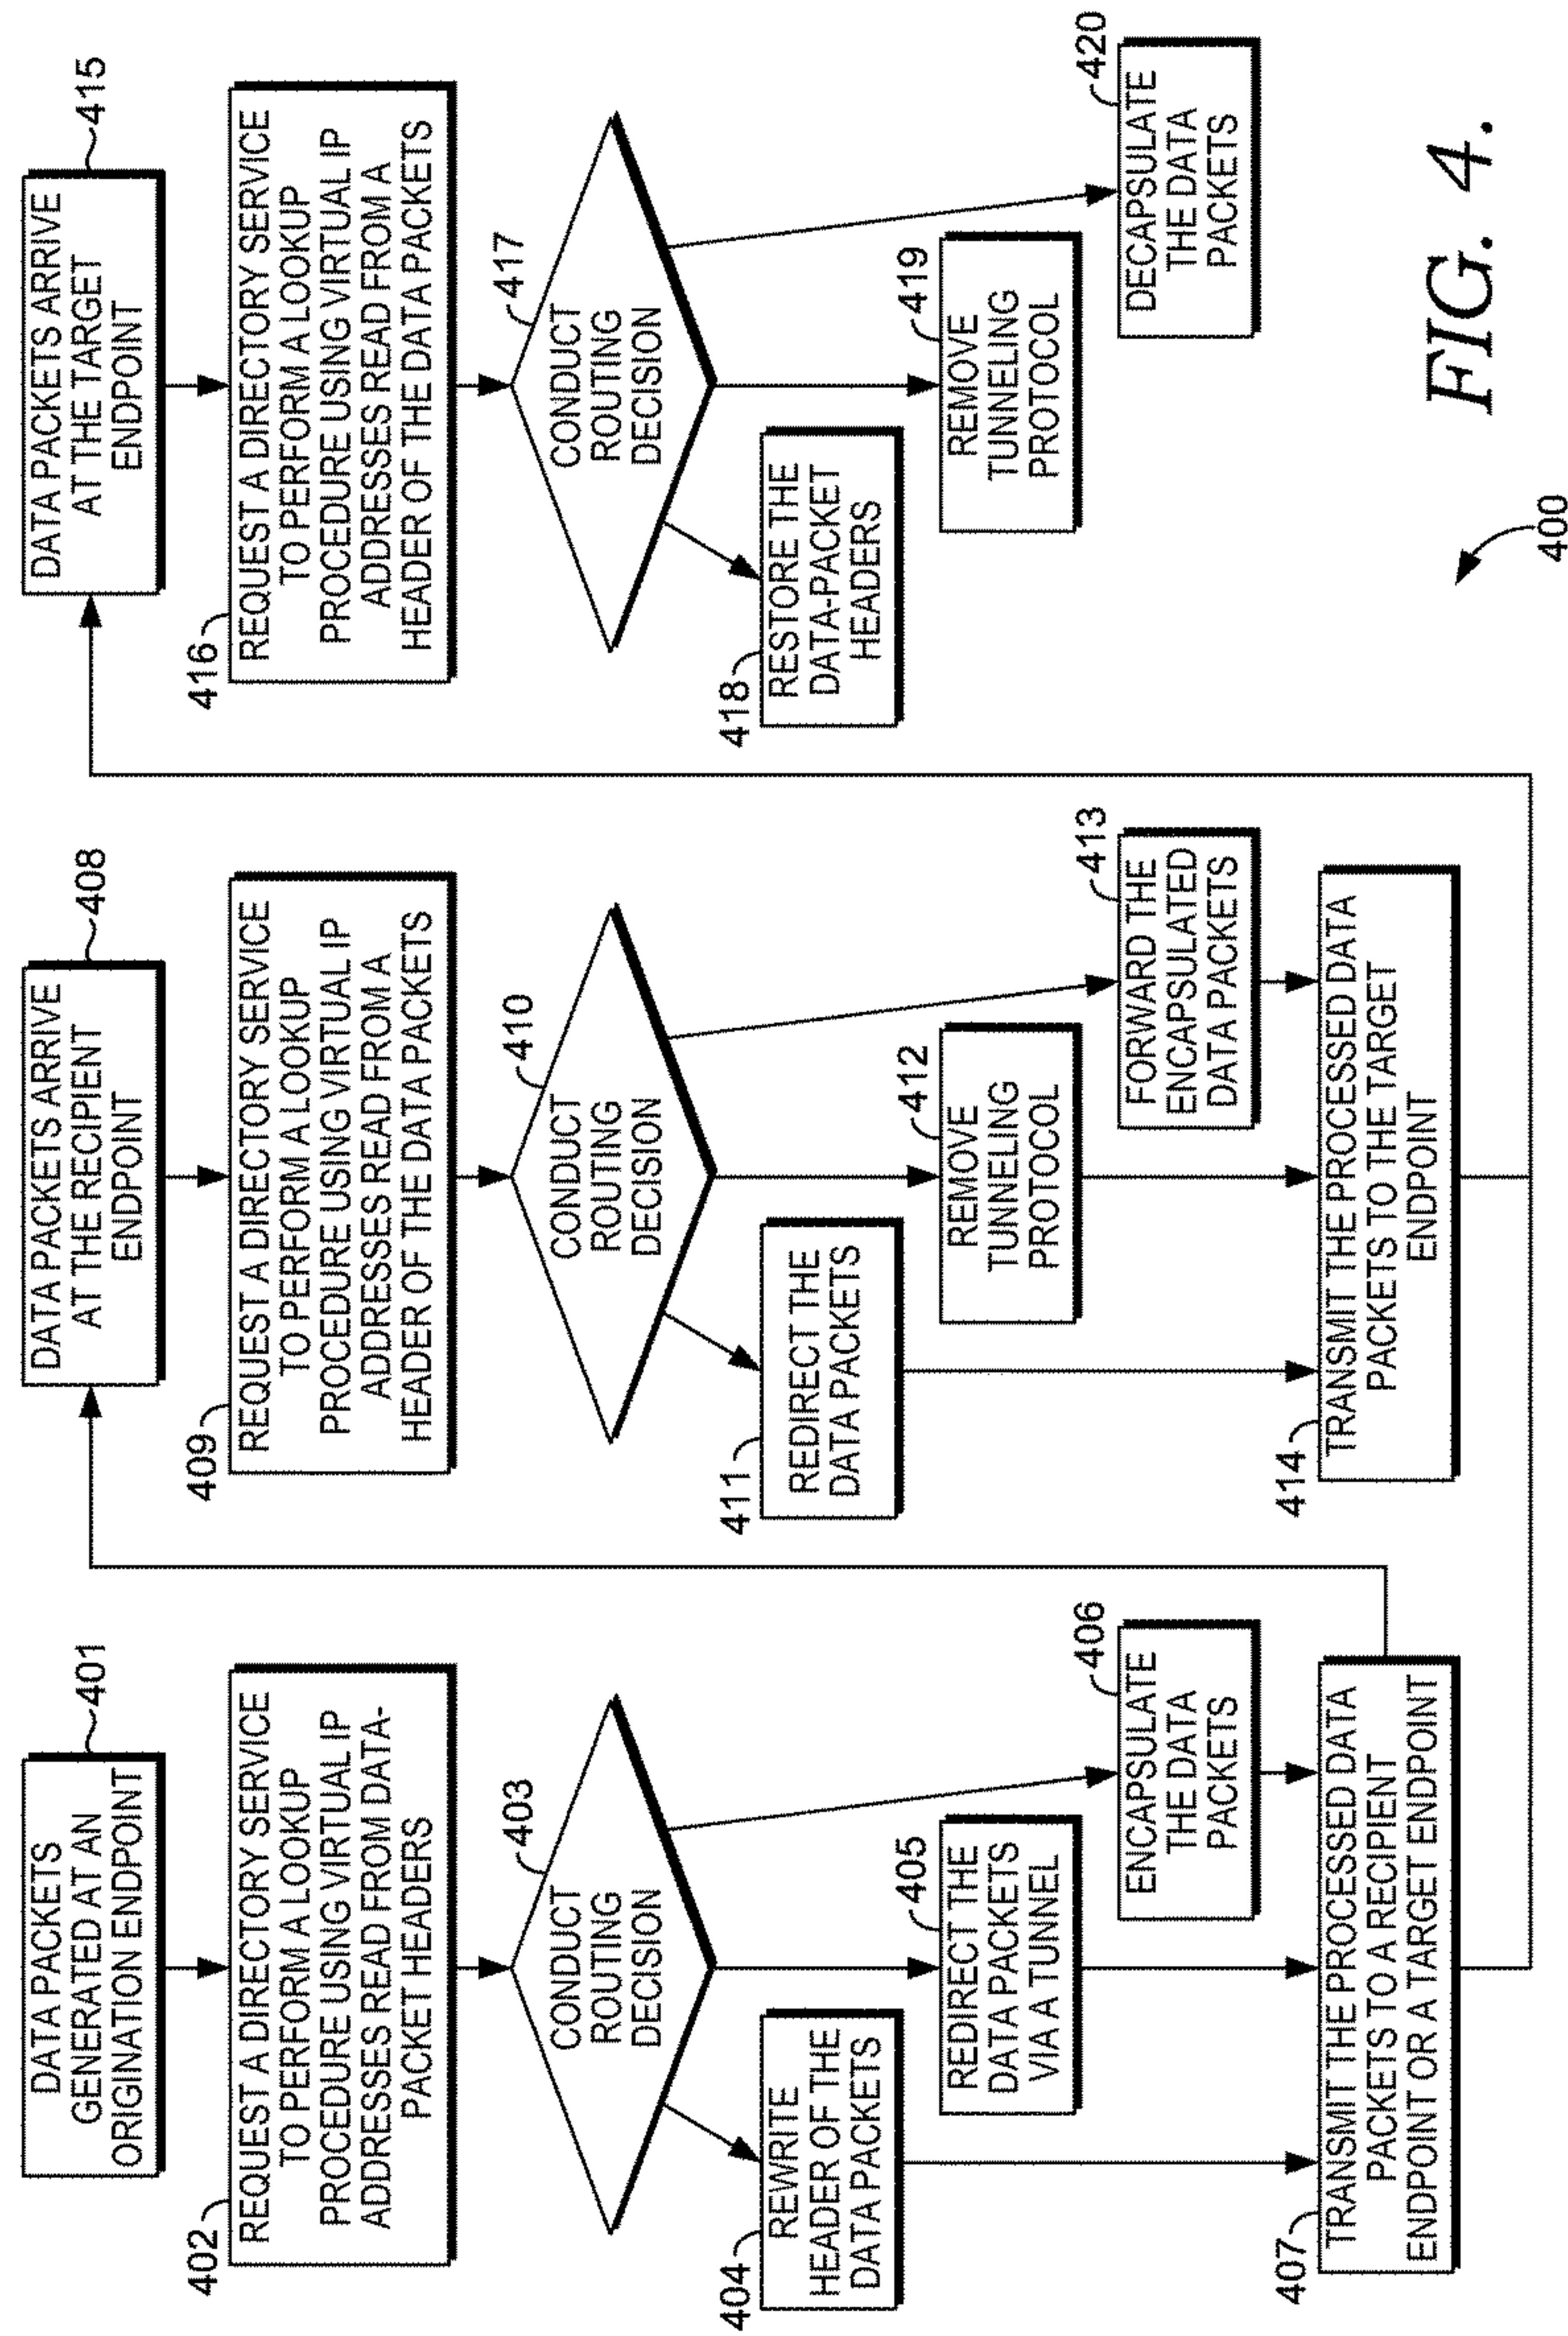 401
DATA PACKETS
GENERATED AT AN
ORIGINATION ENDPOINT
402
REQUEST A DIRECTORY SERVICE
TO PERFORM A LOOKUP
PROCEDURE USING VIRTUAL IP
ADDRESSES READ FROM DATA-
PACKET HEADERS
403
CONDUCT
ROUTING
DECISION
404
REWRITE
HEADER OF THE
DATA PACKETS
405
REDIRECT THE
DATA PACKETS
VIA A TUNNEL
406
ENCAPSULATE
THE DATA
PACKETS
407
TRANSMIT THE PROCESSED DATA
PACKETS TO A RECIPIENT
ENDPOINT OR A TARGET ENDPOINT
408
DATA PACKETS ARRIVE
AT THE RECIPIENT
ENDPOINT
409
REQUEST A DIRECTORY SERVICE
TO PERFORM A LOOKUP
PROCEDURE USING VIRTUAL IP
ADDRESSES READ FROM A
HEADER OF THE DATA PACKETS
410
CONDUCT
ROUTING
DECISION
411
REDIRECT THE
DATA PACKETS
412
REMOVE
TUNNELING
PROTOCOL
413
FORWARD THE
ENCAPSULATED
DATA PACKETS
414
TRANSMIT THE PROCESSED DATA
PACKETS TO THE TARGET
ENDPOINT
415
DATA PACKETS ARRIVE
AT THE TARGET
ENDPOINT
416
REQUEST A DIRECTORY SERVICE
TO PERFORM A LOOKUP
PROCEDURE USING VIRTUAL IP
ADDRESSES READ FROM A
HEADER OF THE DATA PACKETS
417
CONDUCT
ROUTING
DECISION
418
RESTORE THE
DATA-PACKET
HEADERS
419
REMOVE
TUNNELING
PROTOCOL
420
DECAPSULATE
THE DATA
PACKETS
400
FIG. 4.